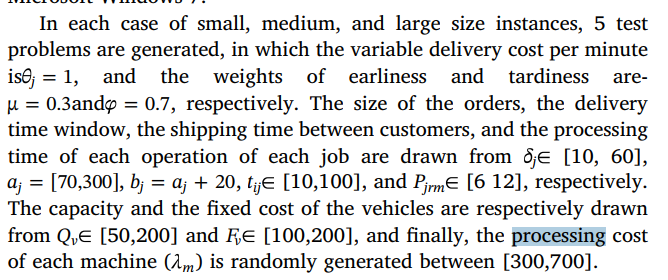 Microsoft Windows 7.
In each case of small, medium, and large size instances, 5 test
problems are generated, in which the variable delivery cost per minute
isθⱼ = 1, and the weights of earliness and tardiness are-
μ = 0.3andφ = 0.7, respectively. The size of the orders, the delivery
time window, the shipping time between customers, and the processing
time of each operation of each job are drawn from δⱼ∈ [10, 60],
aⱼ = [70,300], bⱼ = aⱼ + 20, tᵢⱼ∈ [10,100], and Pⱼᵣₘ∈ [6 12], respectively.
The capacity and the fixed cost of the vehicles are respectively drawn
from Qᵥ∈ [50,200] and Fᵥ∈ [100,200], and finally, the processing cost
of each machine (λₘ) is randomly generated between [300,700].